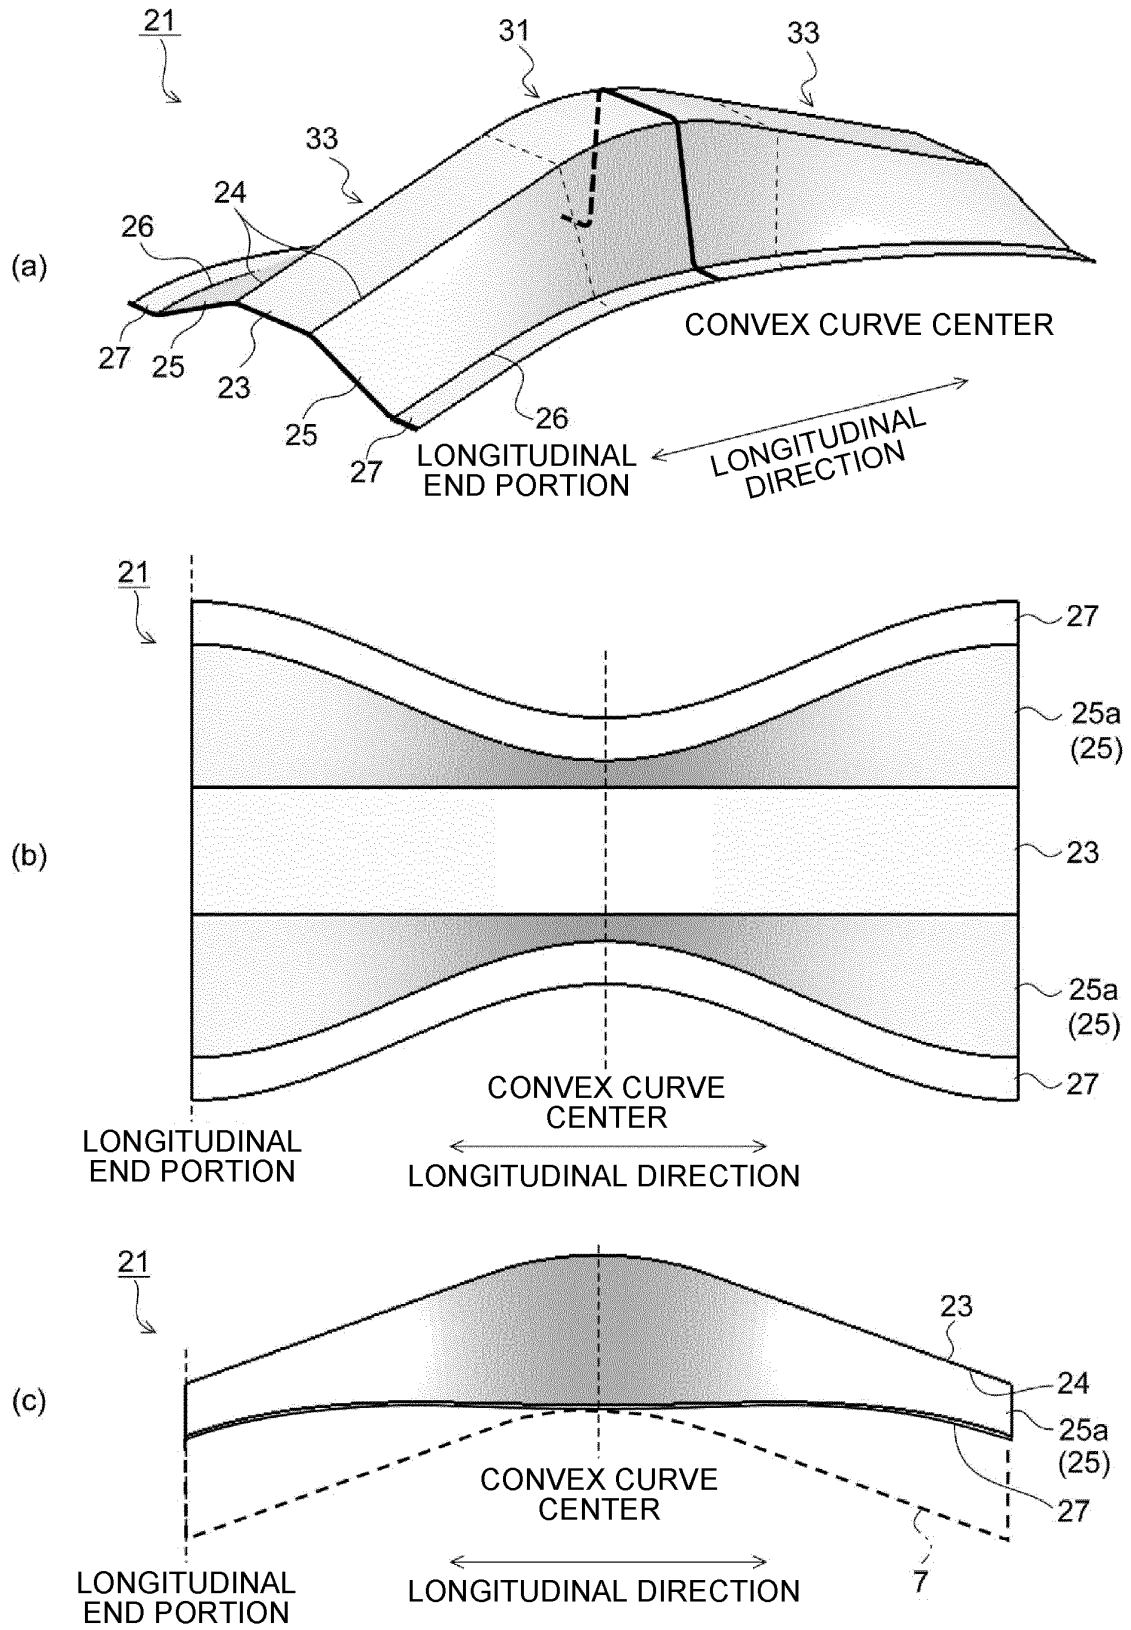 21
31
33
33
24
26
(a)
27
25
23
25
27
26
CONVEX CURVE CENTER
LONGITUDINAL
END PORTION
LONGITUDINAL
DIRECTION
21
27
25a
(25)
(b)
23
25a
(25)
27
CONVEX CURVE
CENTER
LONGITUDINAL
END PORTION
LONGITUDINAL DIRECTION
21
23
24
(c)
25a
(25)
27
CONVEX CURVE
CENTER
7
LONGITUDINAL
END PORTION
LONGITUDINAL DIRECTION